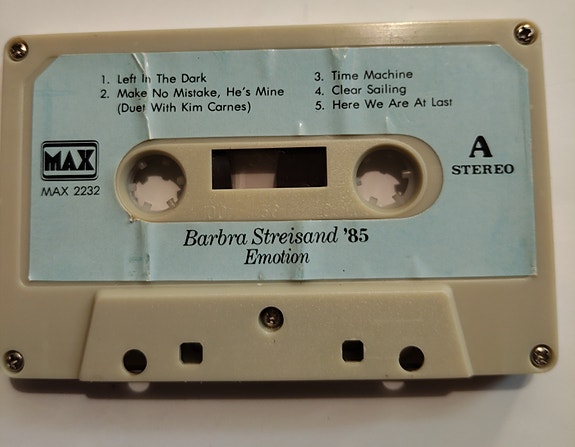 1. Left In The Dark
2. Make No Mistake, He's Mine
(Duet With Kim Carnes)
3. Time Machine
4. Clear Sailing
5. Here We Are At Last
MAX
MAX 2232
A
STEREO
Barbra Streisand '85
Emotion